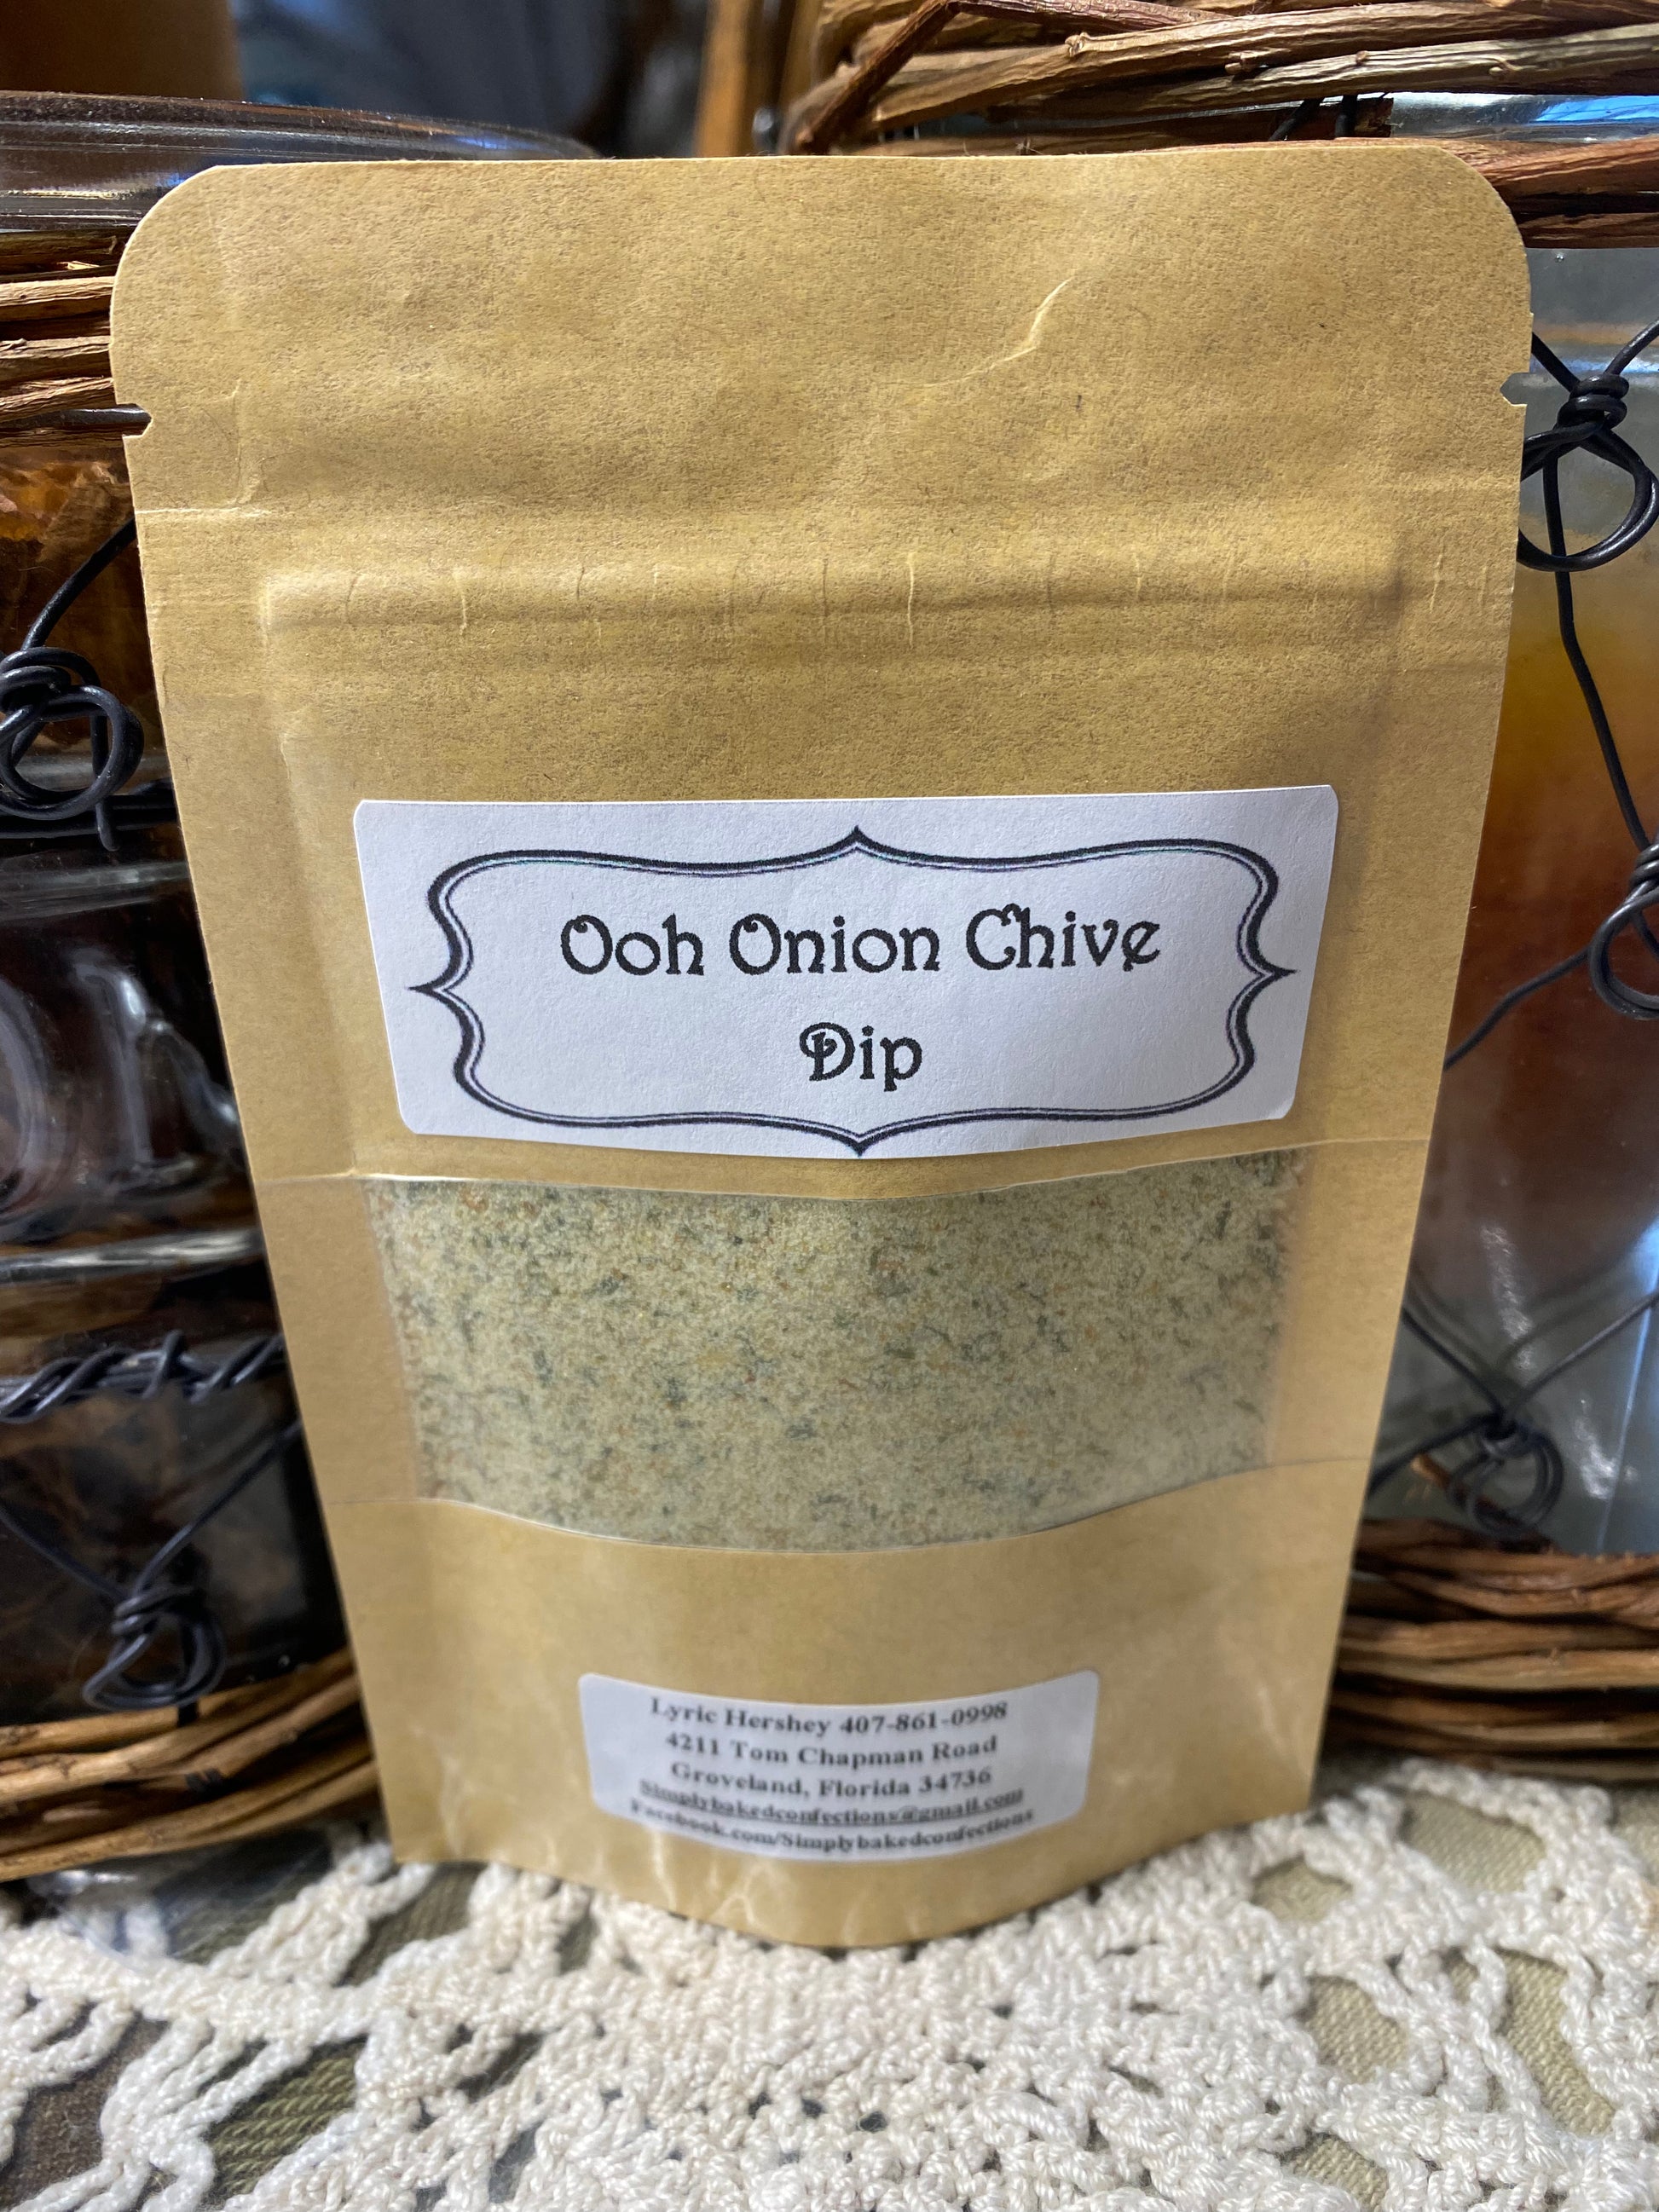 Ooh Onion Chive
Dip
Lyric Hershey 407-861-0998
4211 Tom Chapman Road
Groveland, Florida 34736
Simplybakedconfections@gmail.com
Facebook.com/Simplybakedconfections